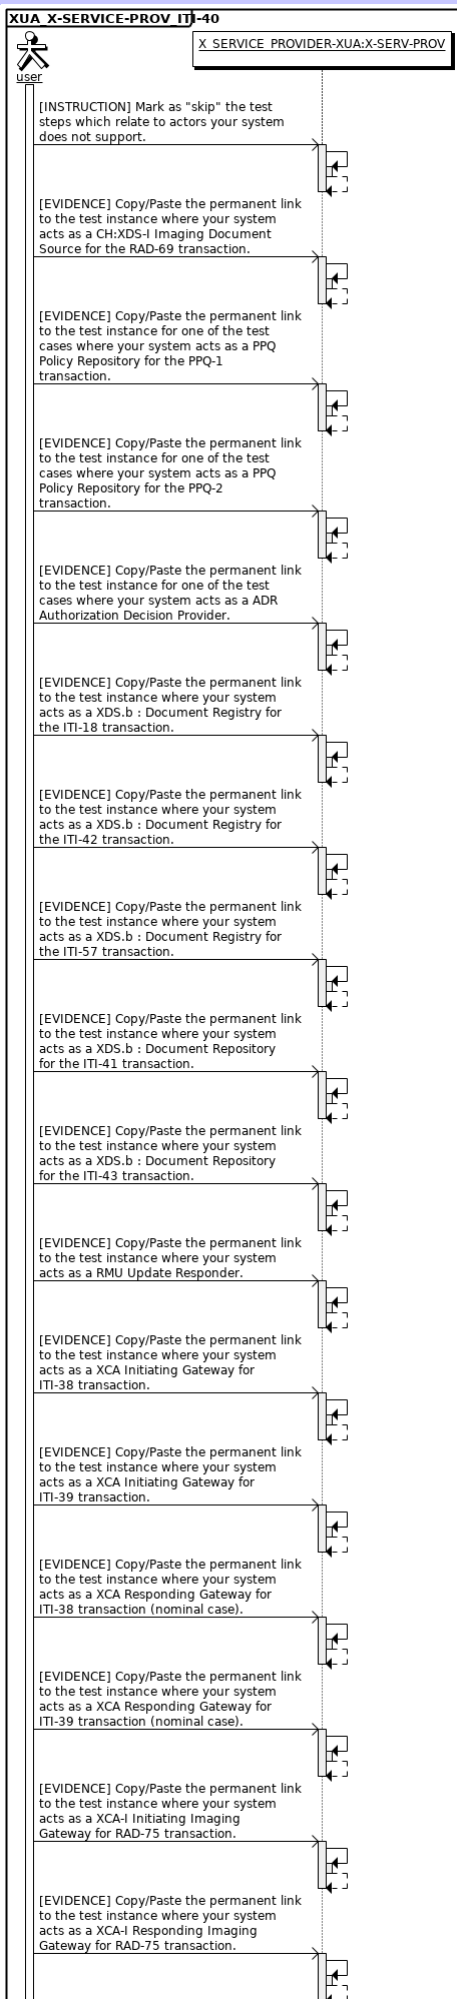 XUA_X-SERVICE-PROV_ITI-40
X_SERVICE_PROVIDER-XUA:X-SERV-PROV
user
[INSTRUCTION] Mark as "skip" the test
steps which relate to actors your system
does not support.
[EVIDENCE] Copy/Paste the permanent link
to the test instance where your system
acts as a CH:XDS-I Imaging Document
Source for the RAD-69 transaction.
[EVIDENCE] Copy/Paste the permanent link
to the test instance for one of the test
cases where your system acts as a PPQ
Policy Repository for the PPQ-1
transaction.
[EVIDENCE] Copy/Paste the permanent link
to the test instance for one of the test
cases where your system acts as a PPQ
Policy Repository for the PPQ-2
transaction.
[EVIDENCE] Copy/Paste the permanent link
to the test instance for one of the test
cases where your system acts as a ADR
Authorization Decision Provider.
[EVIDENCE] Copy/Paste the permanent link
to the test instance where your system
acts as a XDS.b : Document Registry for
the ITI-18 transaction.
[EVIDENCE] Copy/Paste the permanent link
to the test instance where your system
acts as a XDS.b : Document Registry for
the ITI-42 transaction.
[EVIDENCE] Copy/Paste the permanent link
to the test instance where your system
acts as a XDS.b : Document Registry for
the ITI-57 transaction.
[EVIDENCE] Copy/Paste the permanent link
to the test instance where your system
acts as a XDS.b : Document Repository
for the ITI-41 transaction.
[EVIDENCE] Copy/Paste the permanent link
to the test instance where your system
acts as a XDS.b : Document Repository
for the ITI-43 transaction.
[EVIDENCE] Copy/Paste the permanent link
to the test instance where your system
acts as a RMU Update Responder.
[EVIDENCE] Copy/Paste the permanent link
to the test instance where your system
acts as a XCA Initiating Gateway for
ITI-38 transaction.
[EVIDENCE] Copy/Paste the permanent link
to the test instance where your system
acts as a XCA Initiating Gateway for
ITI-39 transaction.
[EVIDENCE] Copy/Paste the permanent link
to the test instance where your system
acts as a XCA Responding Gateway for
ITI-38 transaction (nominal case).
[EVIDENCE] Copy/Paste the permanent link
to the test instance where your system
acts as a XCA Responding Gateway for
ITI-39 transaction (nominal case).
[EVIDENCE] Copy/Paste the permanent link
to the test instance where your system
acts as a XCA-I Initiating Imaging
Gateway for RAD-75 transaction.
[EVIDENCE] Copy/Paste the permanent link
to the test instance where your system
acts as a XCA-I Responding Imaging
Gateway for RAD-75 transaction.